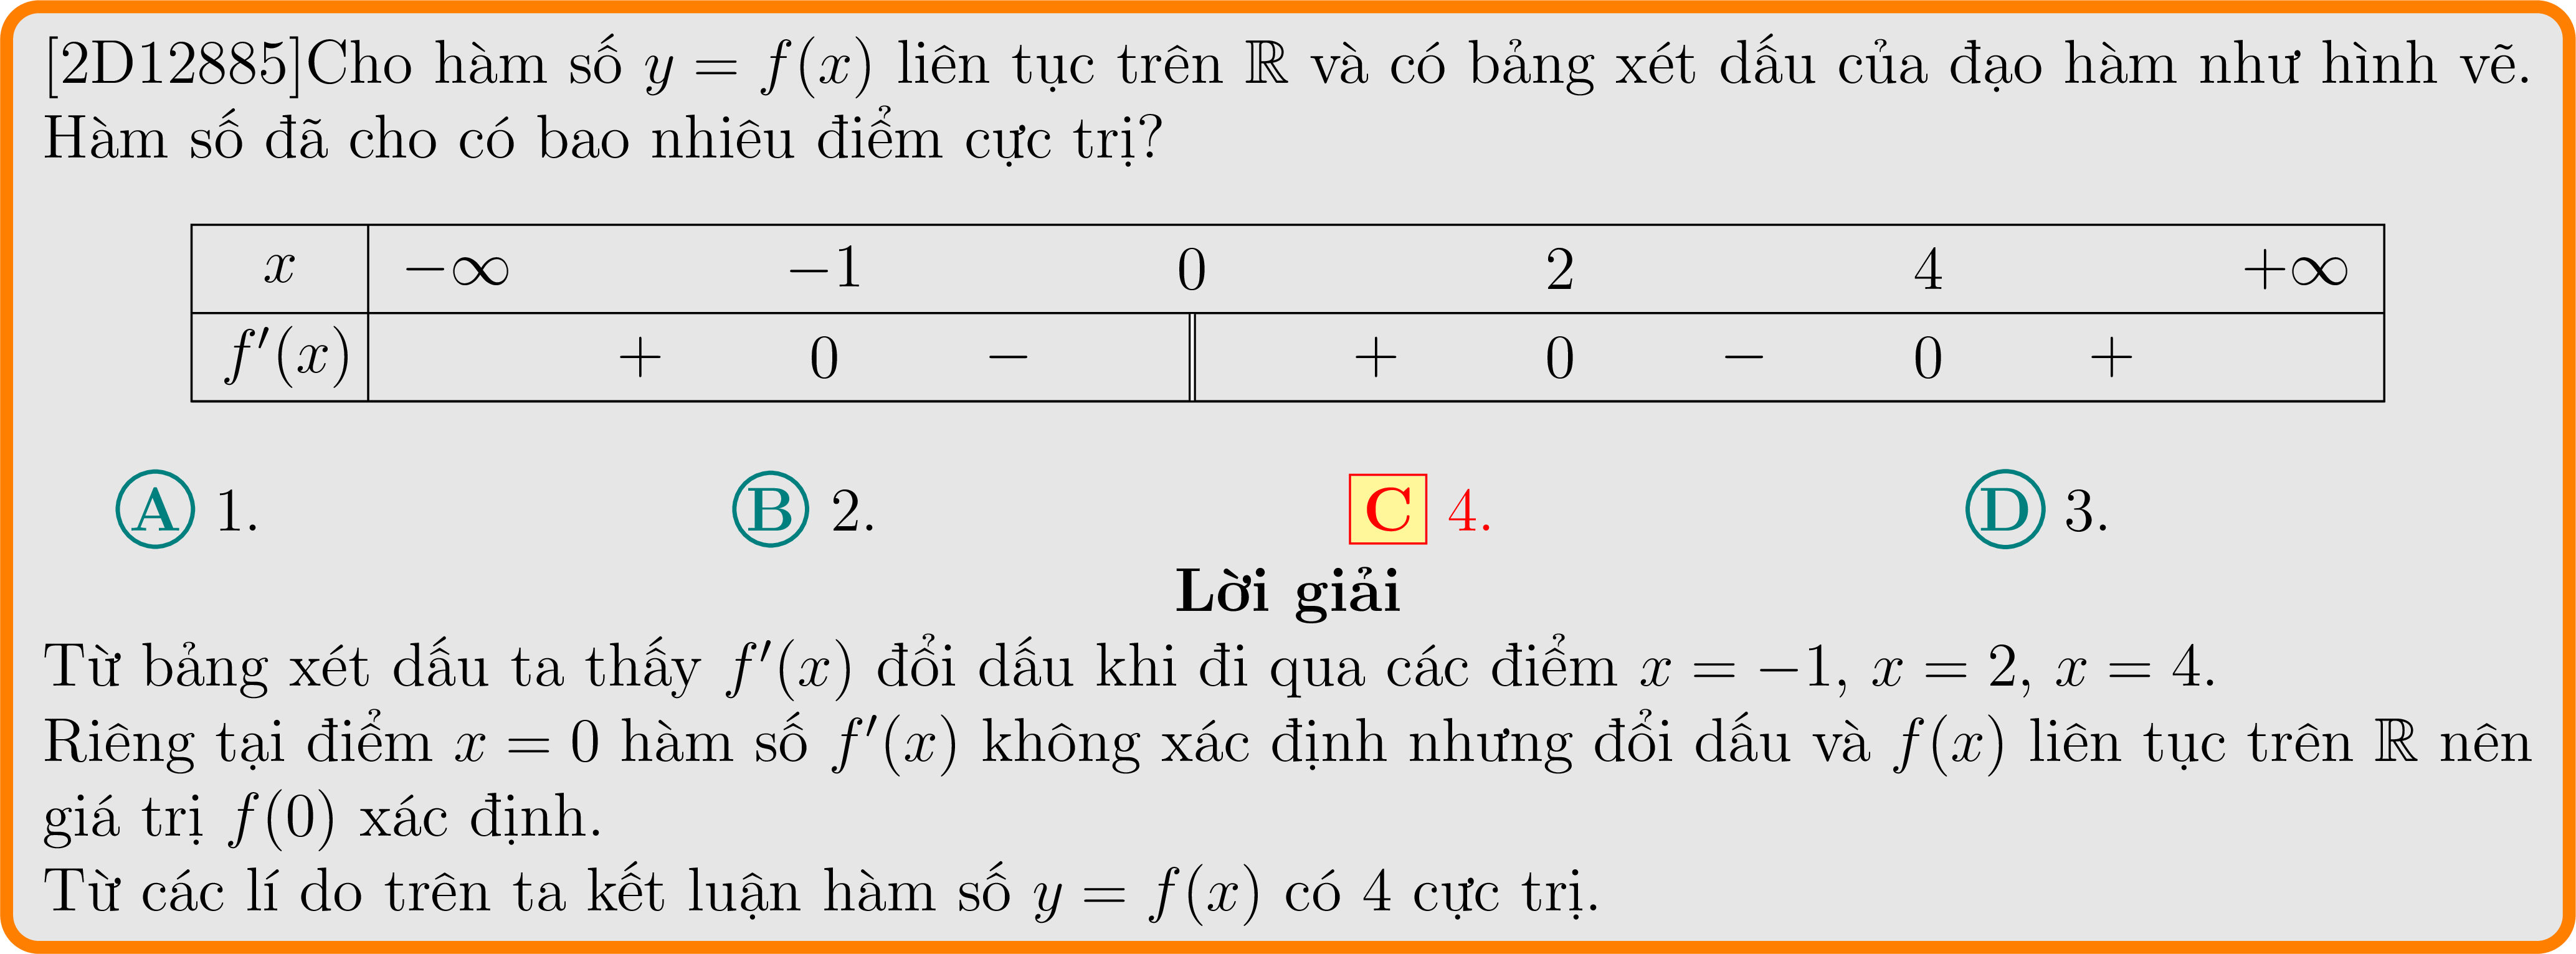 [2D12885]Cho hàm số y = f(x) liên tục trên ℝ và có bảng xét dấu của đạo hàm như hình vẽ.
Hàm số đã cho có bao nhiêu điểm cực trị?
x −∞ −1 0 2 4 +∞
f′(x) + 0 − || + 0 − 0 +
A 1. B 2. C 4. D 3.
Lời giải
Từ bảng xét dấu ta thấy f′(x) đổi dấu khi đi qua các điểm x = −1, x = 2, x = 4.
Riêng tại điểm x = 0 hàm số f′(x) không xác định nhưng đổi dấu và f(x) liên tục trên ℝ nên
giá trị f(0) xác định.
Từ các lí do trên ta kết luận hàm số y = f(x) có 4 cực trị.